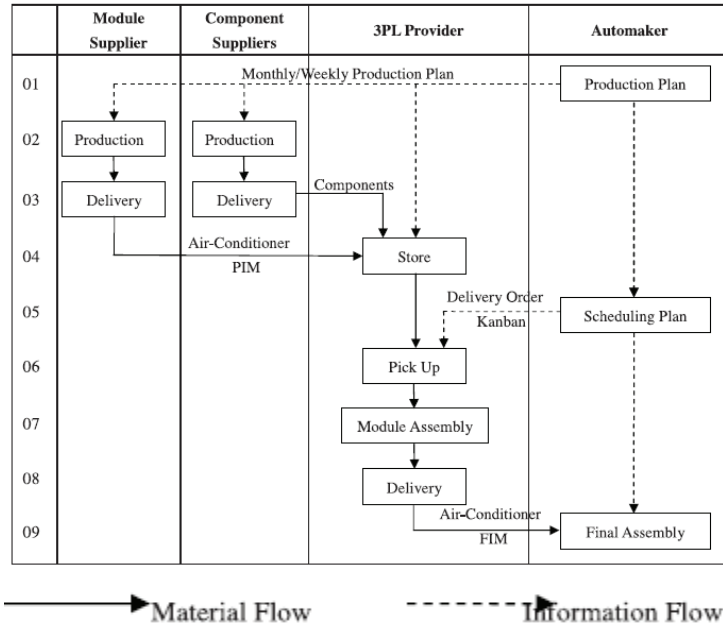 Module Supplier
Component Suppliers
3PL Provider
Automaker
01
Monthly/Weekly Production Plan
Production Plan
02
Production
Production
03
Delivery
Delivery
Components
04
Air-Conditioner
PIM
Store
05
Delivery Order
Kanban
Scheduling Plan
06
Pick Up
07
Module Assembly
08
Delivery
09
Air-Conditioner
FIM
Final Assembly
Material Flow
Information Flow